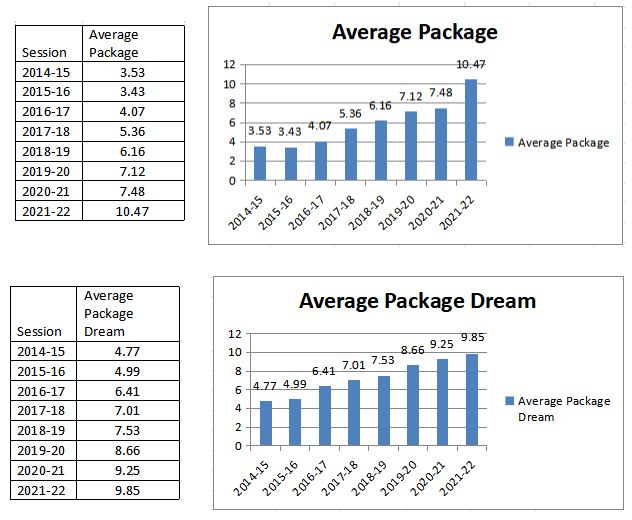 Session Average Package
2014-15 3.53
2015-16 3.43
2016-17 4.07
2017-18 5.36
2018-19 6.16
2019-20 7.12
2020-21 7.48
2021-22 10.47
Average Package
12
10
8
6
4
2
0
3.53 3.43 4.07 5.36 6.16 7.12 7.48 10.47
2014-15 2015-16 2016-17 2017-18 2018-19 2019-20 2020-21 2021-22
Average Package
Session Average Package Dream
2014-15 4.77
2015-16 4.99
2016-17 6.41
2017-18 7.01
2018-19 7.53
2019-20 8.66
2020-21 9.25
2021-22 9.85
Average Package Dream
12
10
8
6
4
2
0
4.77 4.99 6.41 7.01 7.53 8.66 9.25 9.85
2014-15 2015-16 2016-17 2017-18 2018-19 2019-20 2020-21 2021-22
Average Package
Dream